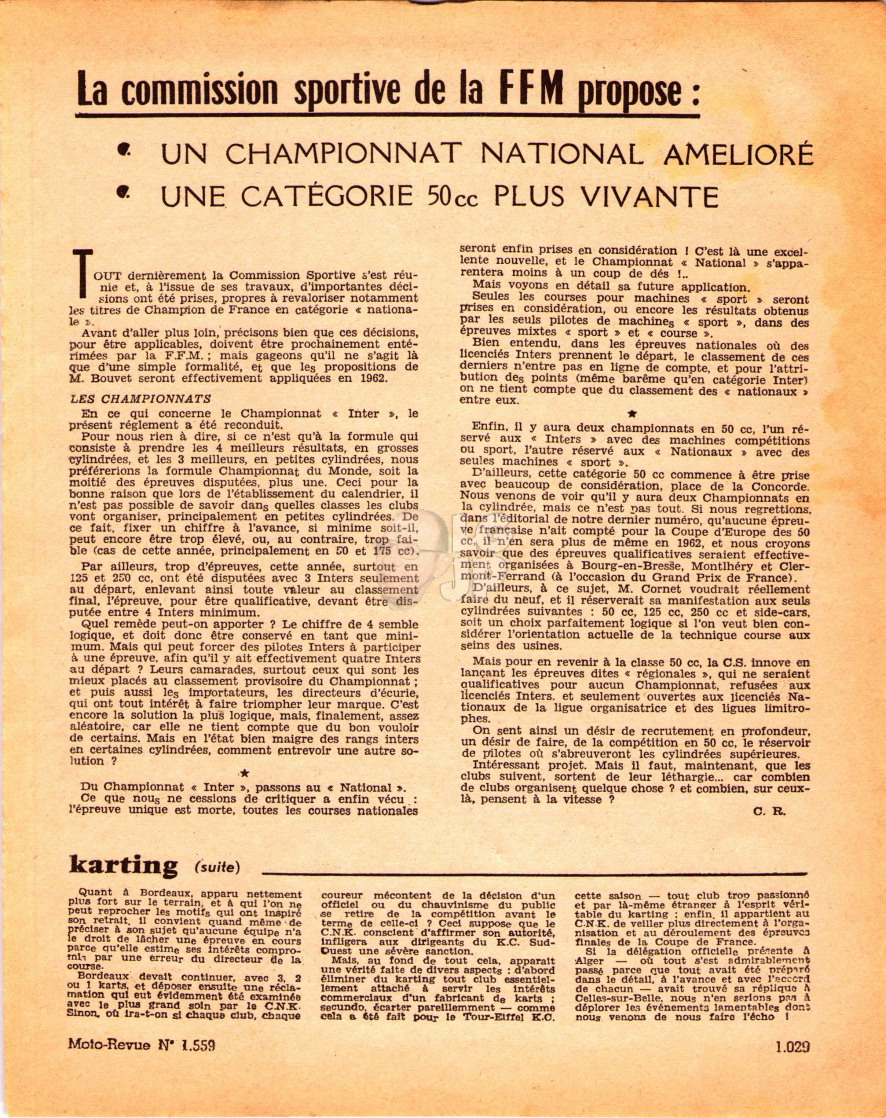 La commission sportive de la FFM propose :
UN CHAMPIONNAT NATIONAL AMELIORÉ
UNE CATÉGORIE 50cc PLUS VIVANTE
TOUT dernièrement la Commission Sportive s'est réu-
nie et, à l'issue de ses travaux, d'importantes déci-
sions ont été prises, propres à revaloriser notamment
les titres de Champion de France en catégorie « nationa-
le ».
Avant d'aller plus loin, précisons bien que ces décisions,
pour être applicables, doivent être prochainement enté-
rimées par la F.F.M. ; mais gageons qu'il ne s'agit là
que d'une simple formalité, et que les propositions de
M. Bouvet seront effectivement appliquées en 1962.
LES CHAMPIONNATS
En ce qui concerne le Championnat « Inter », le
présent réglement a été reconduit.
Pour nous rien à dire, si ce n'est qu'à la formule qui
consiste à prendre les 4 meilleurs résultats, en grosses
cylindrées, et les 3 meilleurs, en petites cylindrées, nous
préférerions la formule Championnat du Monde, soit la
moitié des épreuves disputées, plus une. Ceci pour la
bonne raison que lors de l'établissement du calendrier, il
n'est pas possible de savoir dans quelles classes les clubs
vont organiser, principalement en petites cylindrées. De
ce fait, fixer un chiffre à l'avance, si minime soit-il,
peut encore être trop élevé, ou, au contraire, trop fai-
ble (cas de cette année, principalement en 50 et 175 cc).
Par ailleurs, trop d'épreuves, cette année, surtout en
125 et 250 cc, ont été disputées avec 3 Inters seulement
au départ, enlevant ainsi toute valeur au classement
final, l'épreuve, pour être qualificative, devant être dis-
putée entre 4 Inters minimum.
Quel remède peut-on apporter ? Le chiffre de 4 semble
logique, et doit donc être conservé en tant que mini-
mum. Mais qui peut forcer des pilotes Inters à participer
à une épreuve, afin qu'il y ait effectivement quatre Inters
au départ ? Leurs camarades, surtout ceux qui sont les
mieux placés au classement provisoire du Championnat ;
et puis aussi les importateurs, les directeurs d'écurie,
qui ont tout intérêt à faire triompher leur marque. C'est
encore la solution la plus logique, mais, finalement, assez
aléatoire, car elle ne tient compte que du bon vouloir
de certains. Mais en l'état bien maigre des rangs inters
en certaines cylindrées, comment entrevoir une autre so-
lution ?
★
Du Championnat « Inter », passons au « National ».
Ce que nous ne cessions de critiquer a enfin vécu :
l'épreuve unique est morte, toutes les courses nationales
seront enfin prises en considération ! C'est là une excel-
lente nouvelle, et le Championnat « National » s'appa-
rentera moins à un coup de dés !..
Mais voyons en détail sa future application.
Seules les courses pour machines « sport » seront
prises en considération, ou encore les résultats obtenus
par les seuls pilotes de machines « sport », dans des
épreuves mixtes « sport » et « course ».
Bien entendu, dans les épreuves nationales où des
licenciés Inters prennent le départ, le classement de ces
derniers n'entre pas en ligne de compte, et pour l'attri-
bution des points (même barême qu'en catégorie Inter)
on ne tient compte que du classement des « nationaux »
entre eux.
★
Enfin, il y aura deux championnats en 50 cc, l'un ré-
servé aux « Inters » avec des machines compétitions
ou sport, l'autre réservé aux « Nationaux » avec des
seules machines « sport ».
D'ailleurs, cette catégorie 50 cc commence à être prise
avec beaucoup de considération, place de la Concorde.
Nous venons de voir qu'il y aura deux Championnats en
la cylindrée, mais ce n'est pas tout. Si nous regrettions,
dans l'éditorial de notre dernier numéro, qu'aucune épreu-
ve française n'ait compté pour la Coupe d'Europe des 50
cc, il n'en sera plus de même en 1962, et nous croyons
savoir que des épreuves qualificatives seraient effective-
ment organisées à Bourg-en-Bresse, Montlhéry et Cler-
mont-Ferrand (à l'occasion du Grand Prix de France).
D'ailleurs, à ce sujet, M. Cornet voudrait réellement
faire du neuf, et il réserverait sa manifestation aux seuls
cylindrées suivantes : 50 cc, 125 cc, 250 cc et side-cars,
soit un choix parfaitement logique si l'on veut bien con-
sidérer l'orientation actuelle de la technique course aux
seins des usines.
Mais pour en revenir à la classe 50 cc, la C.S. innove en
lançant les épreuves dites « régionales », qui ne seraient
qualificatives pour aucun Championnat, refusées aux
licenciés Inters. et seulement ouvertes aux licenciés Na-
tionaux de la ligue organisatrice et des ligues limitro-
phes.
On sent ainsi un désir de recrutement en profondeur,
un désir de faire, de la compétition en 50 cc, le réservoir
de pilotes où s'abreuveront les cylindrées supérieures.
Intéressant projet. Mais il faut, maintenant, que les
clubs suivent, sortent de leur léthargie... car combien
de clubs organisent quelque chose ? et combien, sur ceux-
là, pensent à la vitesse ?
C. R.
karting (suite)
Quant à Bordeaux, apparu nettement
plus fort sur le terrain, et à qui l'on ne
peut reprocher les motifs qui ont inspiré
son retrait, il convient quand même de
préciser à son sujet qu'aucune équipe n'a
le droit de lâcher une épreuve en cours
parce qu'elle estime ses intérêts compro-
mis par une erreur du directeur de la
course.
Bordeaux devait continuer, avec 3, 2
ou 1 karts, et déposer ensuite une récla-
mation qui eut évidemment été examinée
avec le plus grand soin par le C.N.K.
Sinon, où ira-t-on si chaque club, chaque
coureur mécontent de la décision d'un
officiel ou du chauvinisme du public
se retire de la compétition avant le
terme de celle-ci ? Ceci suppose que le
C.N.K. conscient d'affirmer son autorité,
infligera aux dirigeants du K.C. Sud-
Ouest une sévère sanction.
Mais, au fond de tout cela, apparait
une vérité faite de divers aspects : d'abord
éliminer du karting tout club essentiel-
lement attaché à servir les intérêts
commerciaux d'un fabricant de karts ;
secundo, écarter pareillement — comme
cela a été fait pour le Tour-Eiffel K.C.
cette saison — tout club trop passionné
et par là-même étranger à l'esprit véri-
table du karting ; enfin, il appartient au
C.N.K. de veiller plus directement à l'orga-
nisation et au déroulement des épreuves
finales de la Coupe de France.
Si la délégation officielle présente à
Alger — où tout s'est admirablement
passé parce que tout avait été préparé
dans le détail, à l'avance et avec l'accord
de chacun — avait trouvé sa réplique à
Celles-sur-Belle, nous n'en serions pas à
déplorer les événements lamentables dont
nous venons de nous faire l'écho !
Moto-Revue N° 1.559
1.029